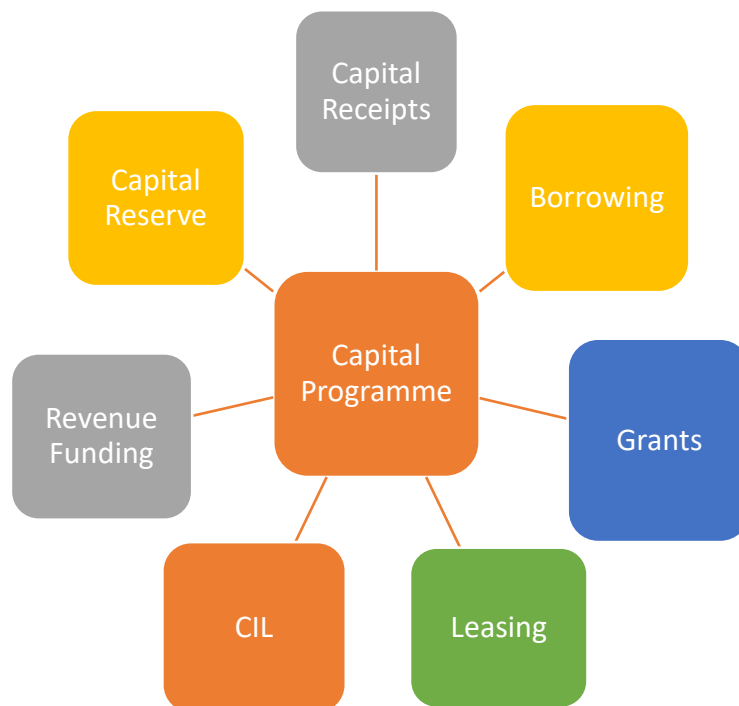 Capital
Receipts
Borrowing
Grants
Leasing
CIL
Revenue
Funding
Capital
Reserve
Capital
Programme